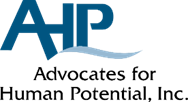 AHP
Advocates for
Human Potential, Inc.